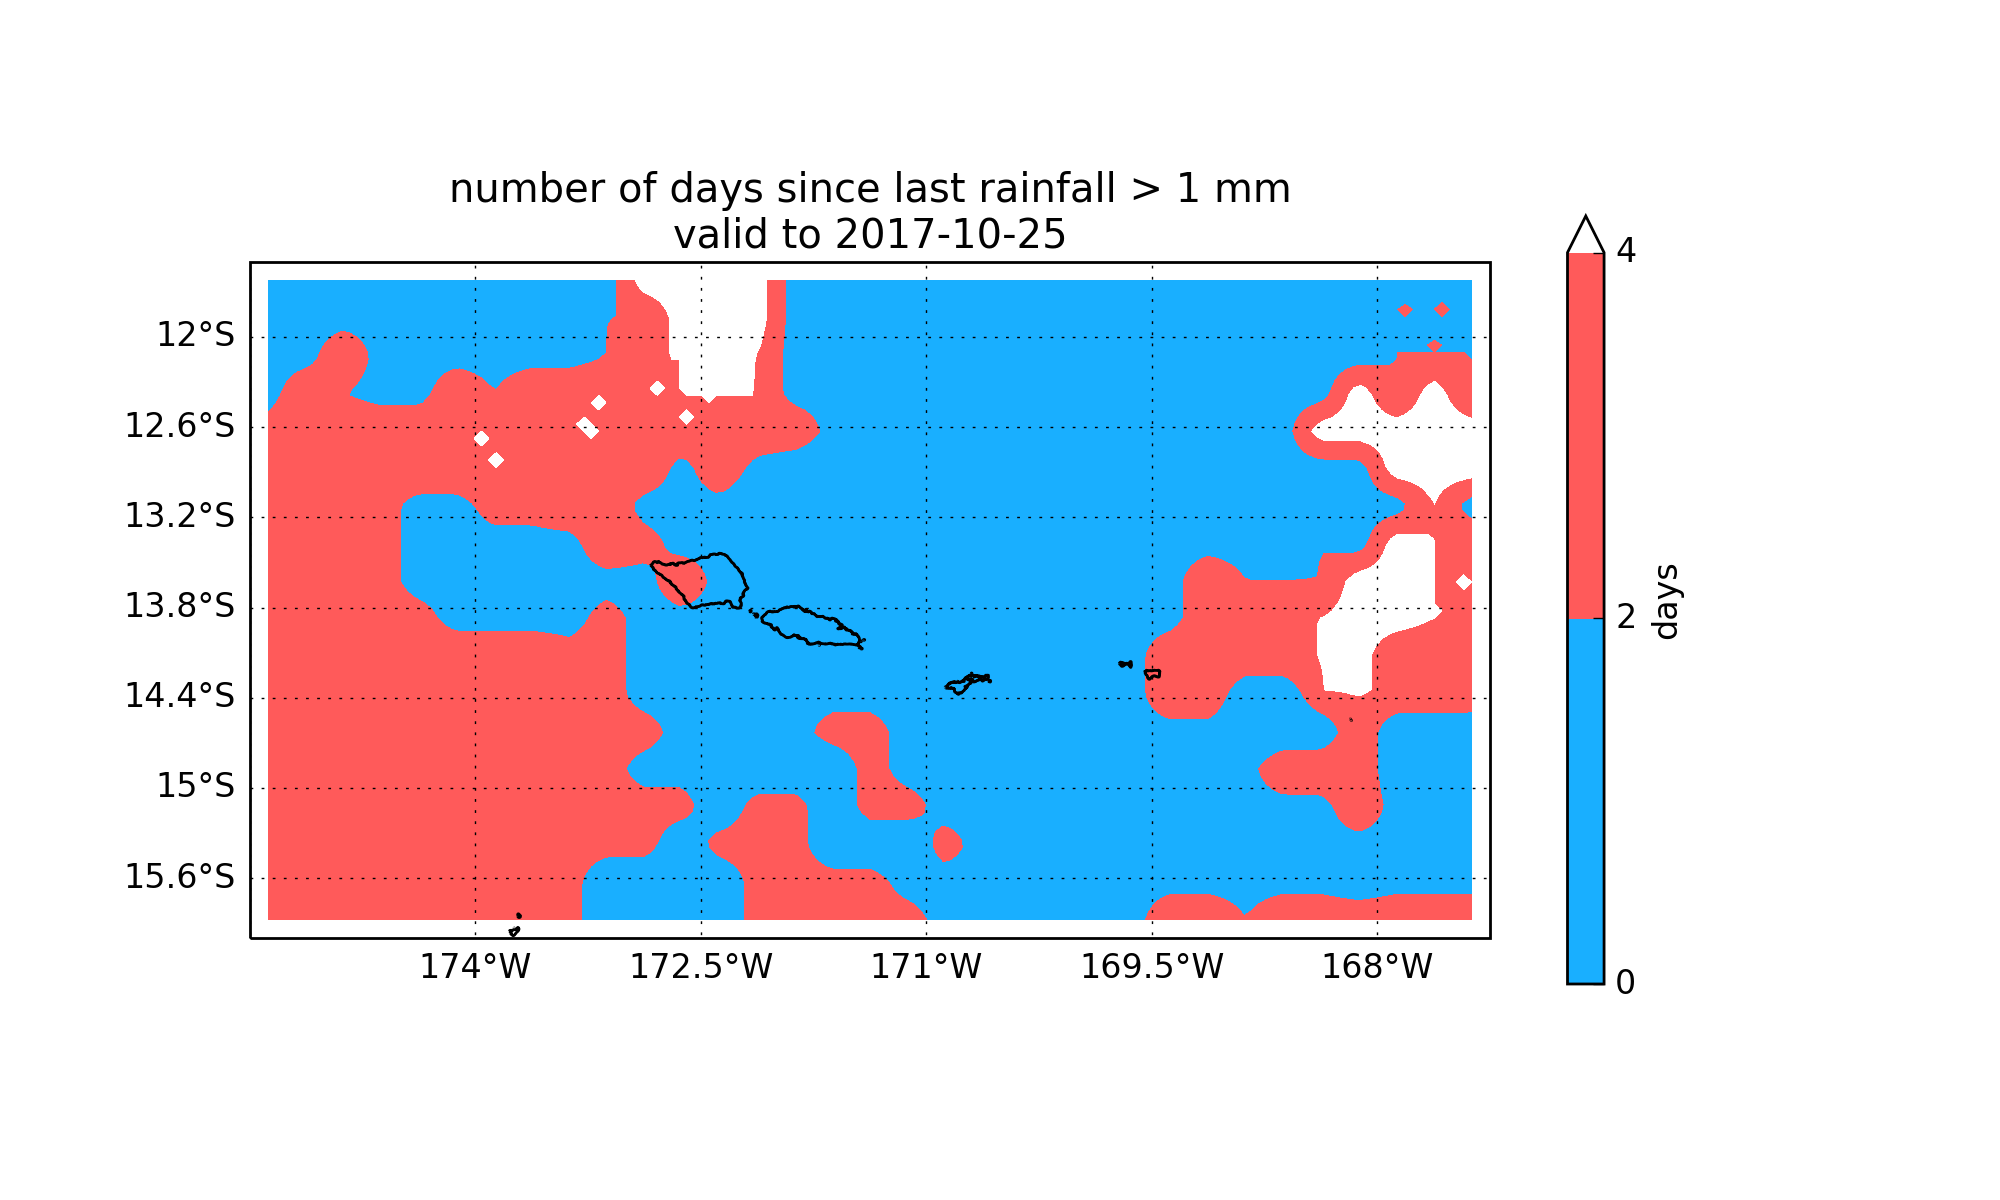 number of days since last rainfall > 1 mm
valid to 2017-10-25
12°S
12.6°S
13.2°S
13.8°S
14.4°S
15°S
15.6°S
174°W 172.5°W 171°W 169.5°W 168°W
4
2
0
days